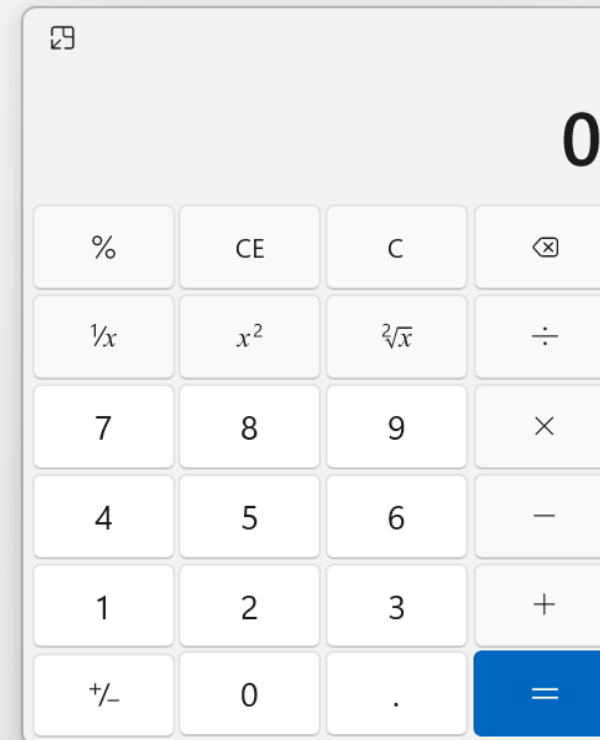 0
% CE C
¹/x x² ²√x ÷
7 8 9 ×
4 5 6 −
1 2 3 +
+/− 0 . =